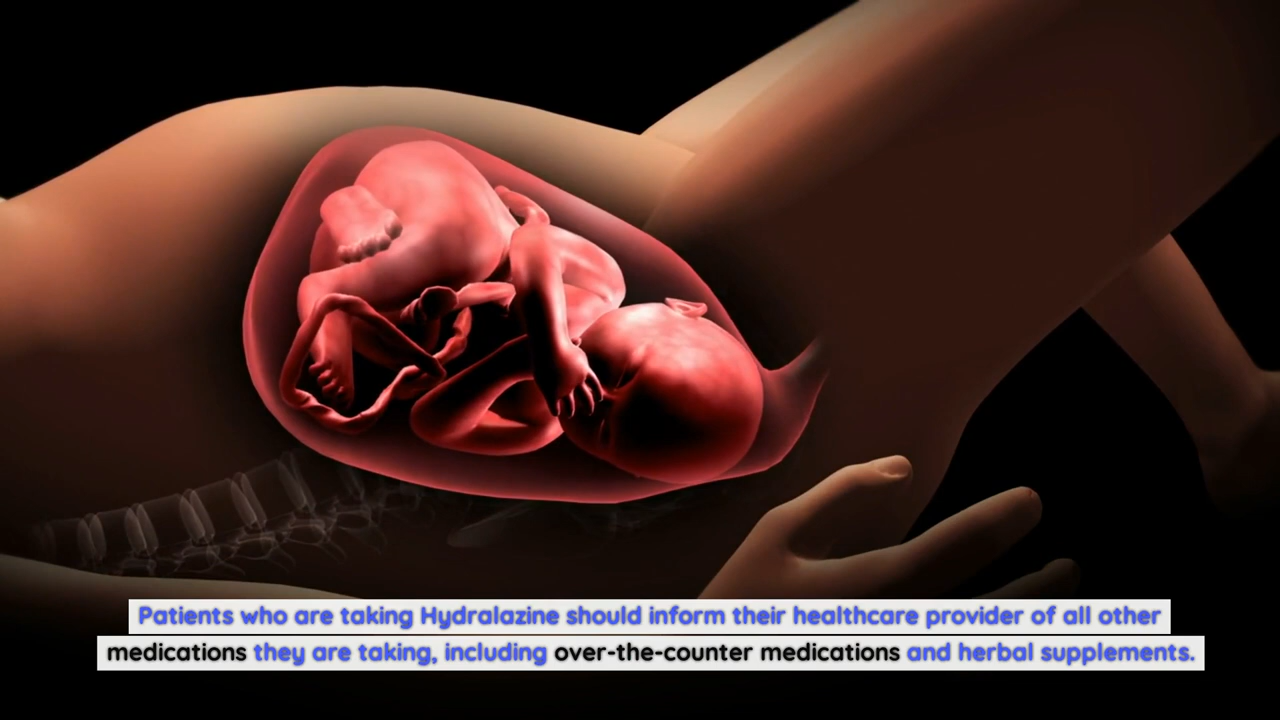 Patients who are taking Hydralazine should inform their healthcare provider of all other
medications they are taking, including over-the-counter medications and herbal supplements.